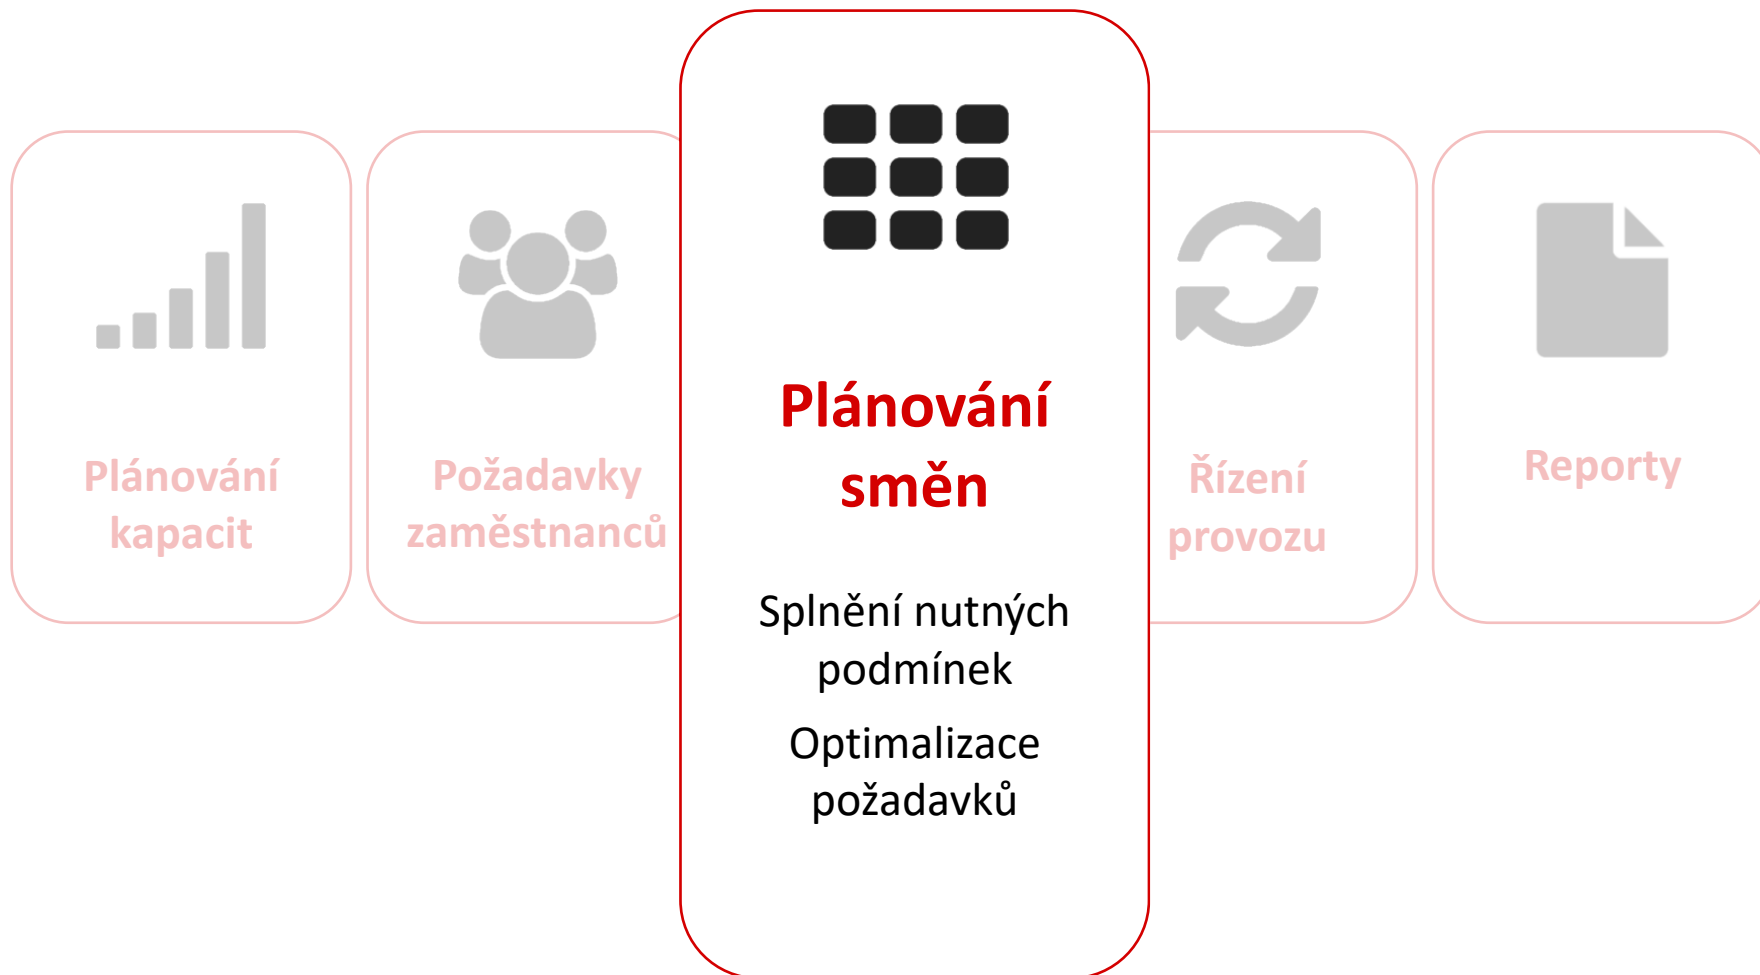 Plánování
kapacit
Požadavky
zaměstnanců
Plánování
směn
Splnění nutných
podmínek
Optimalizace
požadavků
Řízení
provozu
Reporty